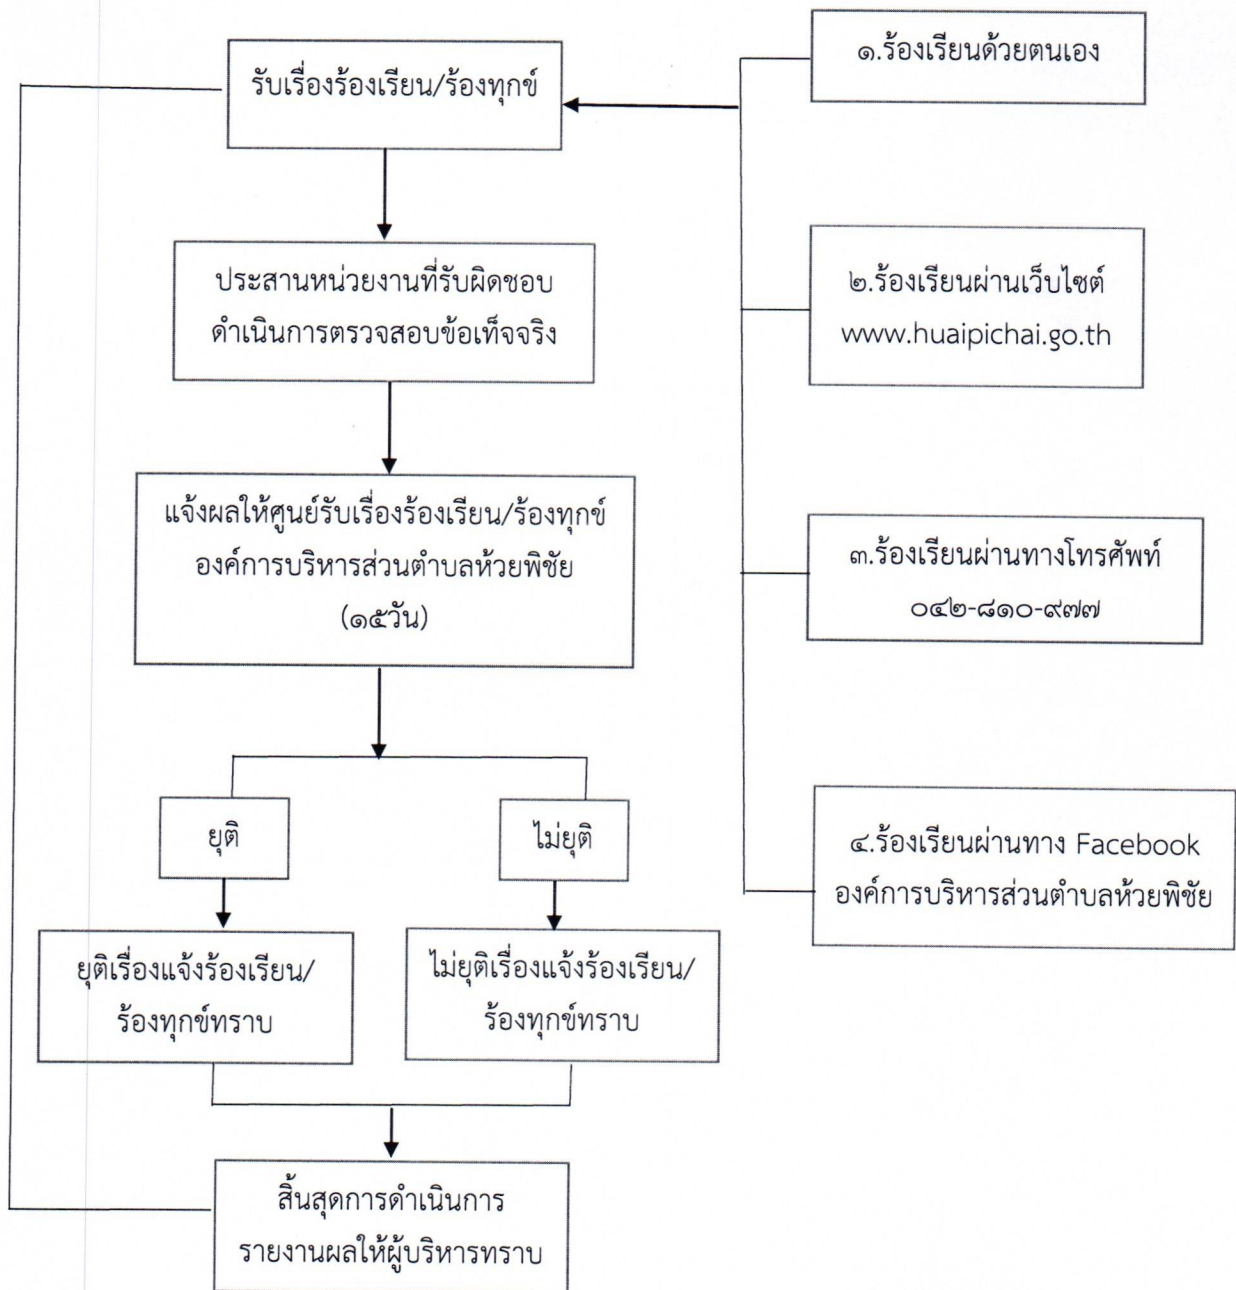 รับเรื่องร้องเรียน/ร้องทุกข์
ประสานหน่วยงานที่รับผิดชอบ
ดำเนินการตรวจสอบข้อเท็จจริง
แจ้งผลให้ศูนย์รับเรื่องร้องเรียน/ร้องทุกข์
องค์การบริหารส่วนตำบลห้วยพิชัย
(๑๕วัน)
ยุติ
ไม่ยุติ
ยุติเรื่องแจ้งร้องเรียน/
ร้องทุกข์ทราบ
ไม่ยุติเรื่องแจ้งร้องเรียน/
ร้องทุกข์ทราบ
สิ้นสุดการดำเนินการ
รายงานผลให้ผู้บริหารทราบ
๑.ร้องเรียนด้วยตนเอง
๒.ร้องเรียนผ่านเว็บไซต์
www.huaipichai.go.th
๓.ร้องเรียนผ่านทางโทรศัพท์
๐๔๒-๘๑๐-๙๗๗
๔.ร้องเรียนผ่านทาง Facebook
องค์การบริหารส่วนตำบลห้วยพิชัย